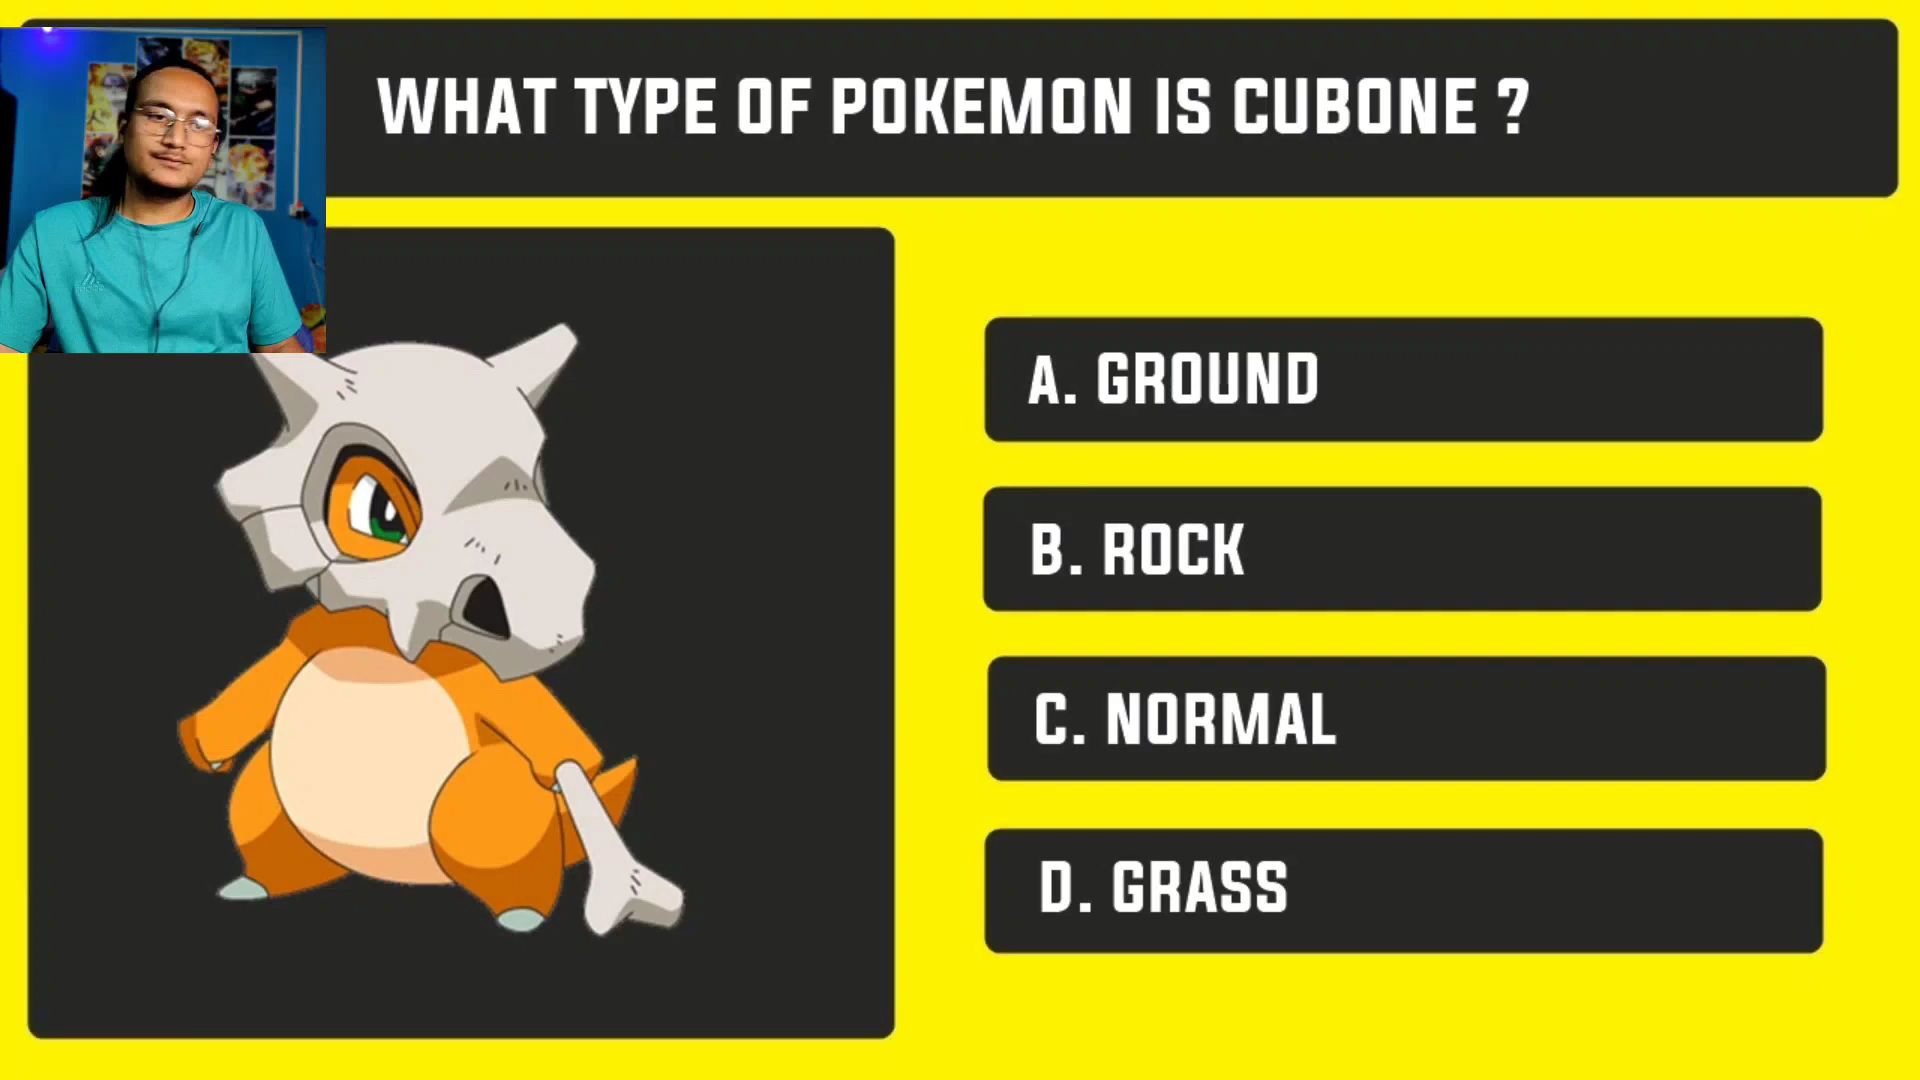 WHAT TYPE OF POKEMON IS CUBONE ?
A. GROUND
B. ROCK
C. NORMAL
D. GRASS